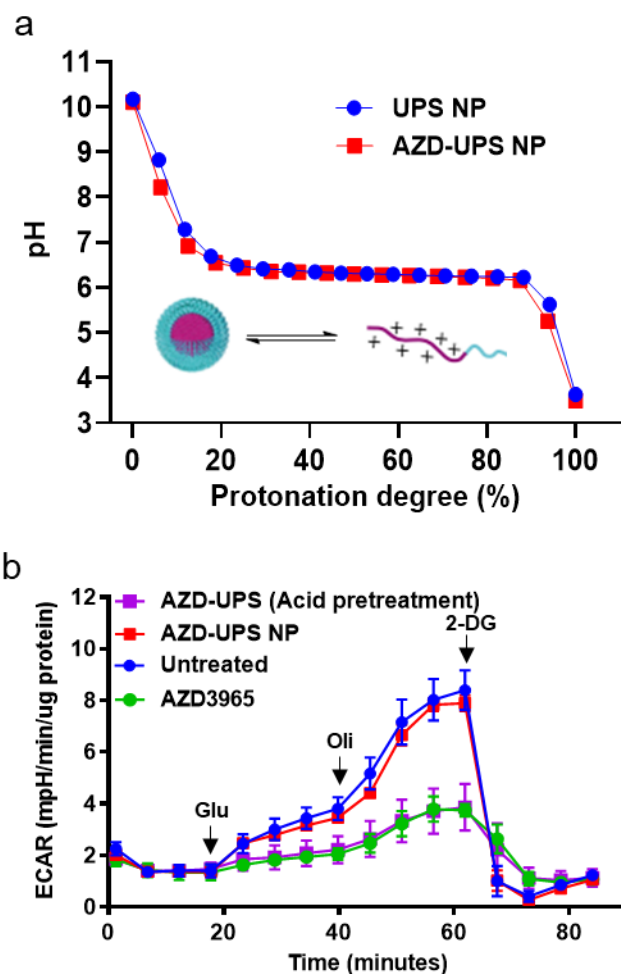 a
UPS NP
AZD-UPS NP
pH
10
9
8
7
6
5
4
3
+ + + + + + +
0 20 40 60 80 100
Protonation degree (%)
b
AZD-UPS (Acid pretreatment)
AZD-UPS NP
Untreated
AZD3965
2-DG
Oli
Glu
ECAR (mpH/min/ug protein)
12
10
8
6
4
2
0
0 20 40 60 80
Time (minutes)